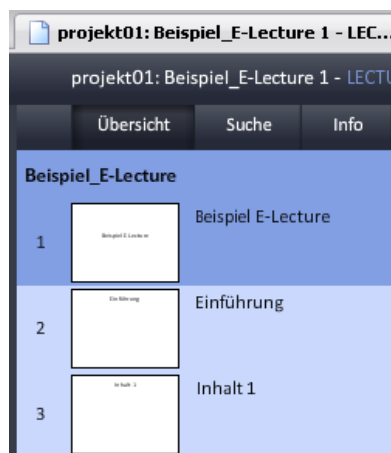 projekt01: Beispiel_E-Lecture 1 - LEC...
projekt01: Beispiel_E-Lecture 1 - LECTU
Übersicht Suche Info
Beispiel_E-Lecture
1 Beispiel E Lecture Beispiel E-Lecture
2 Einführung Einführung
3 Inhalt 1 Inhalt 1